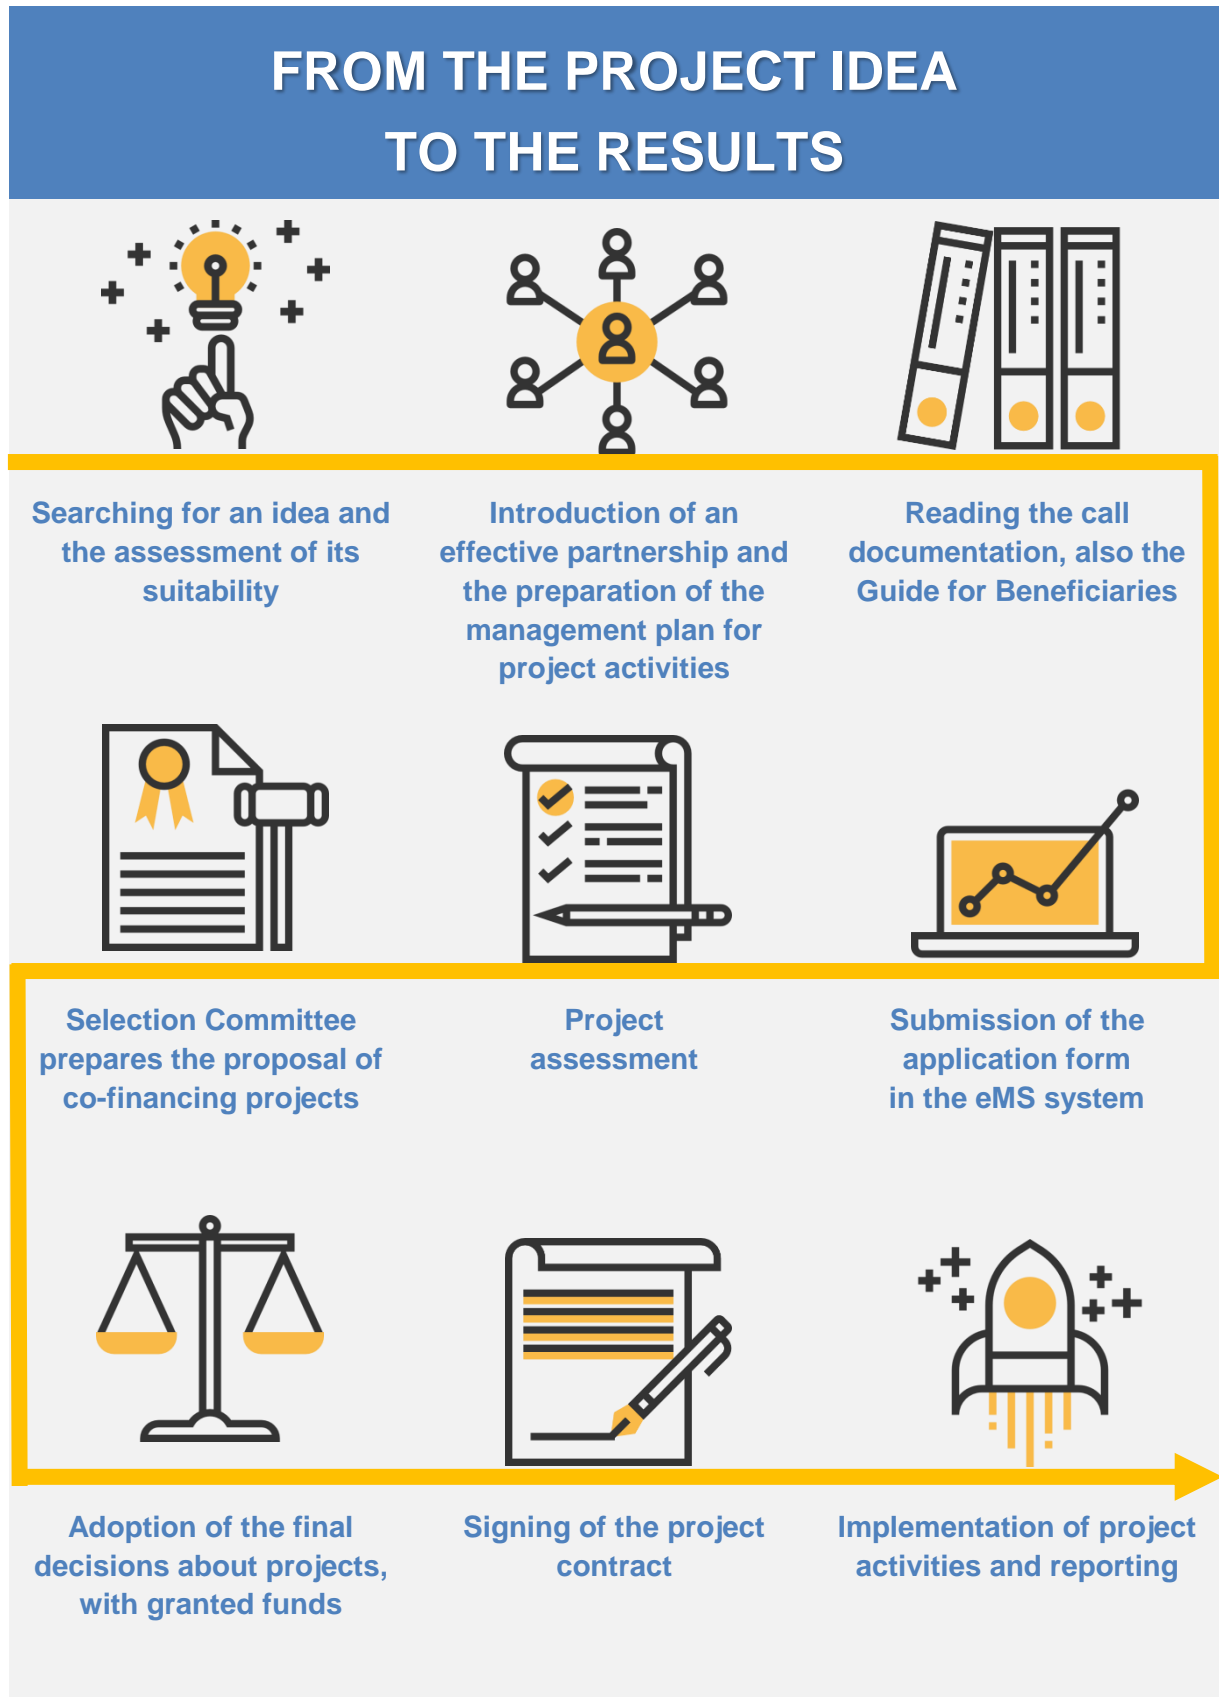 FROM THE PROJECT IDEA
TO THE RESULTS
Searching for an idea and
the assessment of its
suitability
Introduction of an
effective partnership and
the preparation of the
management plan for
project activities
Reading the call
documentation, also the
Guide for Beneficiaries
Selection Committee
prepares the proposal of
co-financing projects
Project
assessment
Submission of the
application form
in the eMS system
Adoption of the final
decisions about projects,
with granted funds
Signing of the project
contract
Implementation of project
activities and reporting